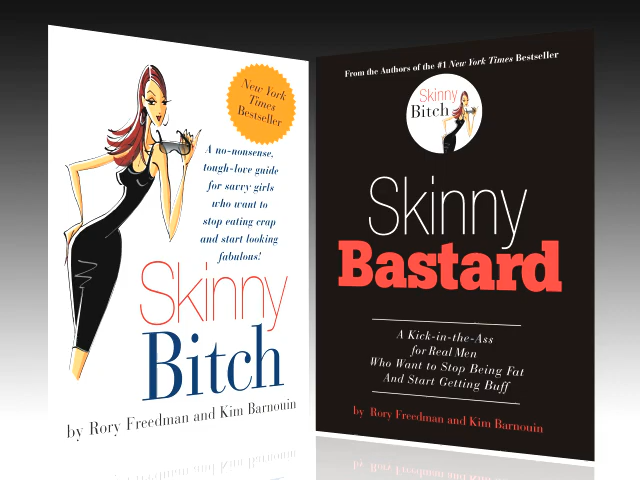 New York
Times
Bestseller
A no-nonsense,
tough-love guide
for savvy girls
who want to
stop eating crap
and start looking
fabulous!
Skinny
Bitch
by Rory Freedman and Kim Barnouin
From the Authors of the #1 New York Times Bestseller
Skinny
Bitch
Skinny
Bastard
A Kick-in-the-Ass
for Real Men
Who Want to Stop Being Fat
And Start Getting Buff
by Rory Freedman and Kim Barnouin